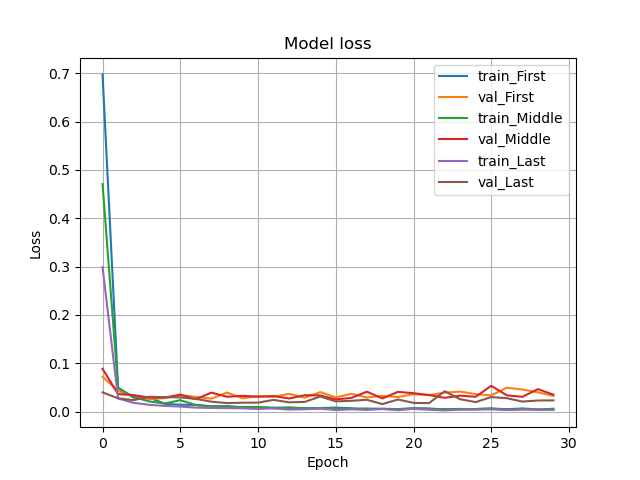 Model loss
0.7
0.6
0.5
0.4
0.3
0.2
0.1
0.0
Loss
train_First
val_First
train_Middle
val_Middle
train_Last
val_Last
0 5 10 15 20 25 30
Epoch